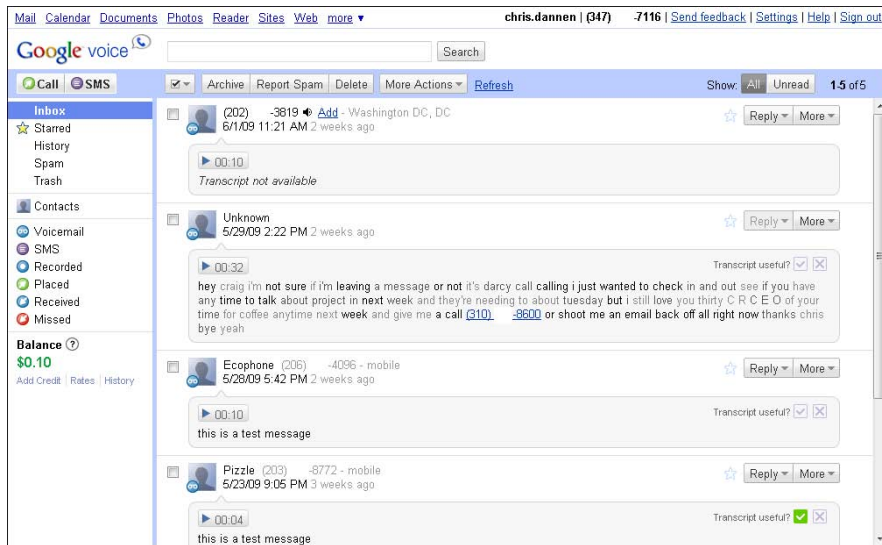 Mail Calendar Documents Photos Reader Sites Web more ▼ chris.dannen | (347) -7116 | Send feedback | Settings | Help | Sign out
Google voice Search
Call SMS Archive Report Spam Delete More Actions Refresh Show: All Unread 1-5 of 5
Inbox
Starred
History
Spam
Trash
Contacts
Voicemail
SMS
Recorded
Placed
Received
Missed
Balance ?
$0.10
Add Credit | Rates | History
(202) -3819 Add - Washington DC, DC Reply More
6/1/09 11:21 AM 2 weeks ago
00:10
Transcript not available
Unknown Reply More
5/29/09 2:22 PM 2 weeks ago
00:32 Transcript useful?
hey craig i'm not sure if i'm leaving a message or not it's darcy call calling i just wanted to check in and out see if you have
any time to talk about project in next week and they're needing to about tuesday but i still love you thirty C R C E O of your
time for coffee anytime next week and give me a call (310) -8600 or shoot me an email back off all right now thanks chris
bye yeah
Ecophone (206) -4096 - mobile Reply More
5/28/09 5:42 PM 2 weeks ago
00:10 Transcript useful?
this is a test message
Pizzle (203) -8772 - mobile Reply More
5/23/09 9:05 PM 3 weeks ago
00:04 Transcript useful?
this is a test message